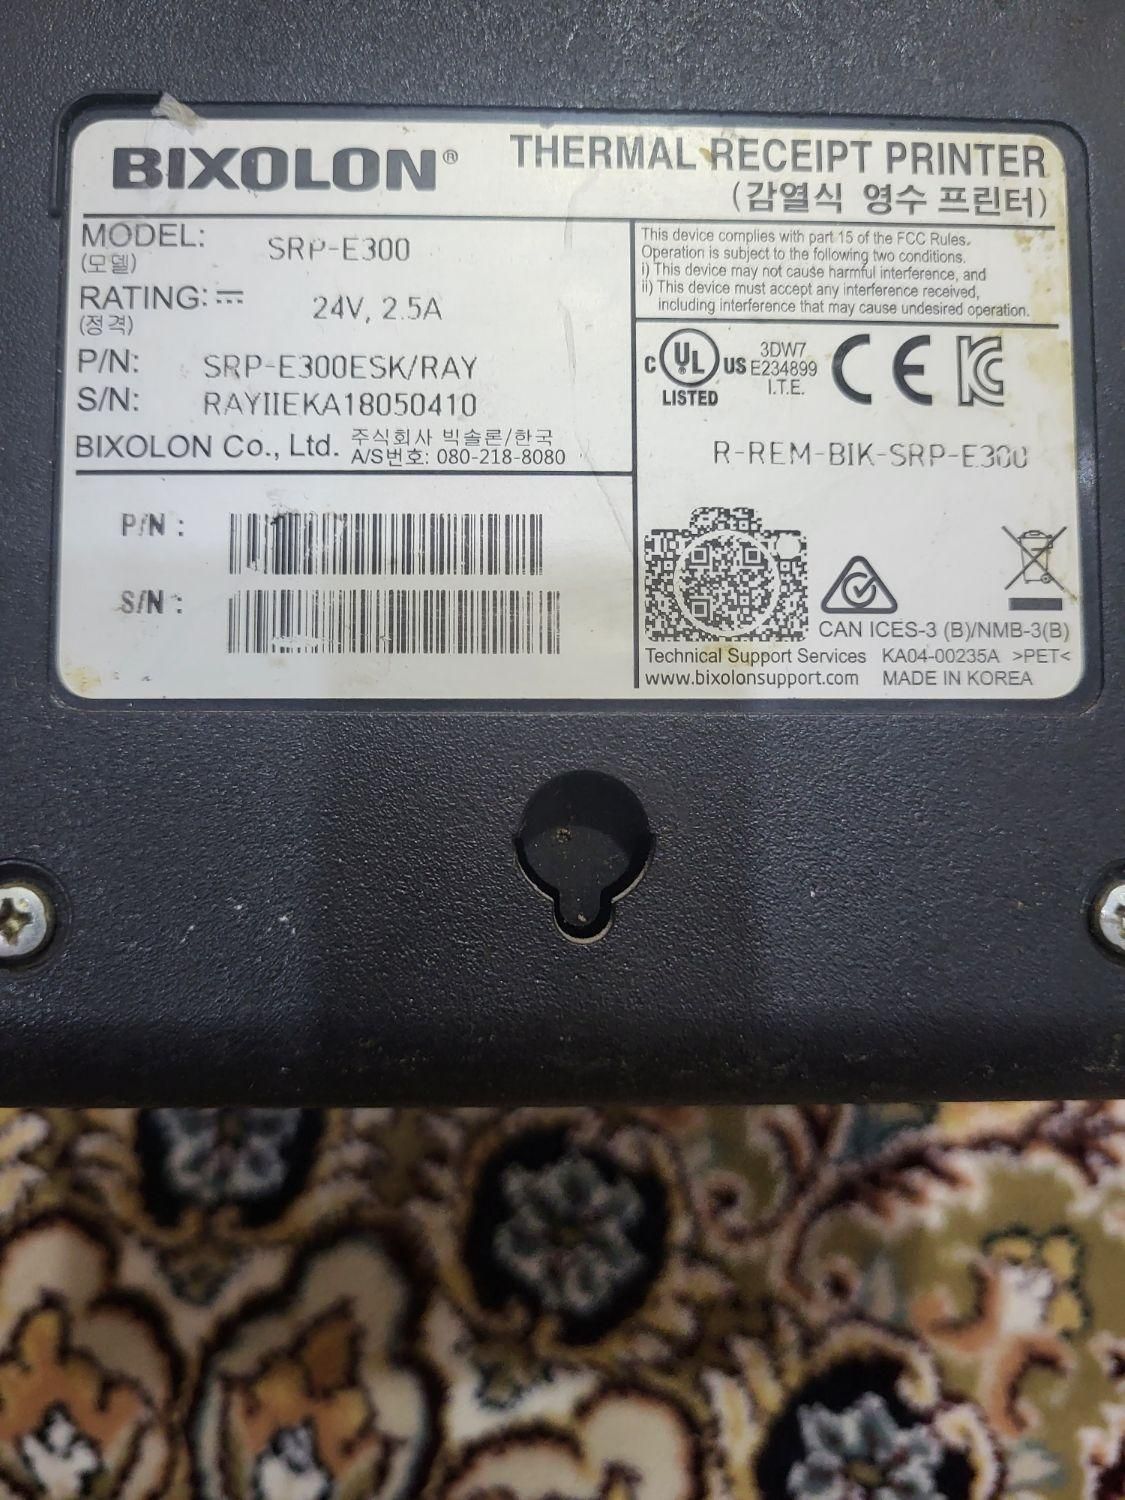 BIXOLON®
THERMAL RECEIPT PRINTER
(감열식 영수 프린터)
MODEL: SRP-E300
(모델)
RATING: ⎓ 24V, 2.5A
(정격)
P/N: SRP-E300ESK/RAY
S/N: RAYIIEKA18050410
BIXOLON Co., Ltd. 주식회사 빅솔론/한국
A/S번호: 080-218-8080
P/N :
S/N :
This device complies with part 15 of the FCC Rules.
Operation is subject to the following two conditions.
i) This device may not cause harmful interference, and
ii) This device must accept any interference received,
including interference that may cause undesired operation.
C UL US
LISTED
3DW7
E234899
I.T.E.
CE
R-REM-BIK-SRP-E300
CAN ICES-3 (B)/NMB-3(B)
Technical Support Services KA04-00235A >PET<
www.bixolonsupport.com MADE IN KOREA